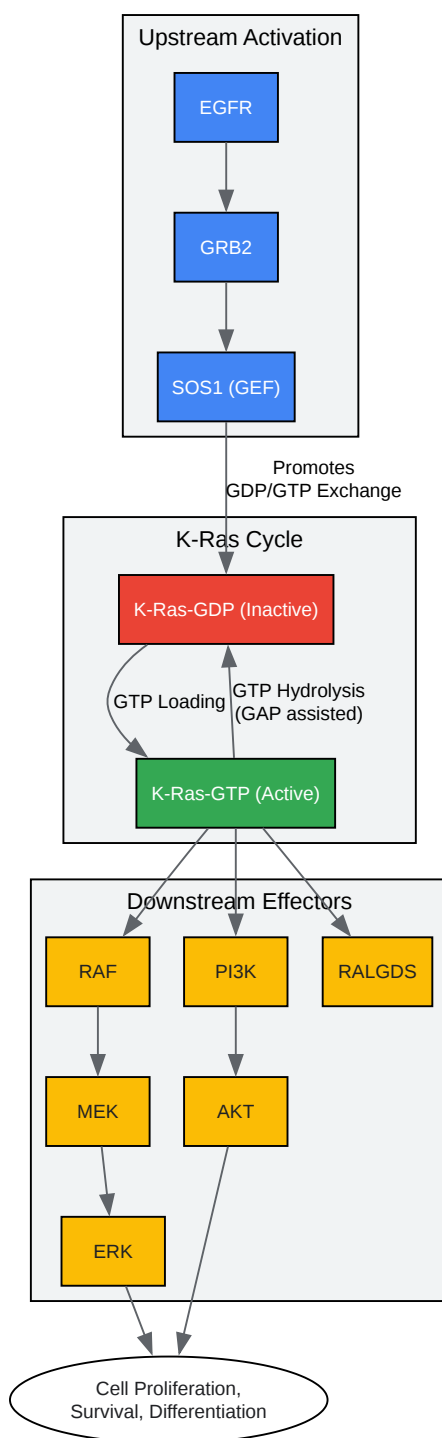 Upstream Activation
EGFR
GRB2
SOS1 (GEF)
Promotes
GDP/GTP Exchange
K-Ras Cycle
K-Ras-GDP (Inactive)
GTP Loading
GTP Hydrolysis
(GAP assisted)
K-Ras-GTP (Active)
Downstream Effectors
RAF
PI3K
RALGDS
MEK
AKT
ERK
Cell Proliferation,
Survival, Differentiation